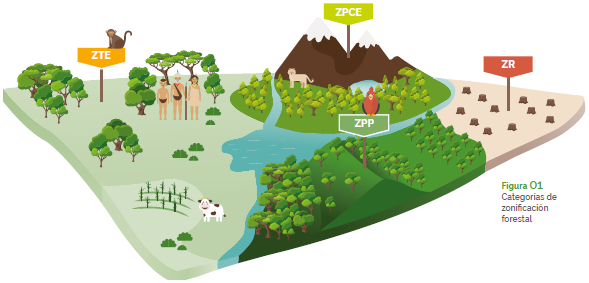 ZPCE
ZTE
ZR
ZPP
Figura 01
Categorías de
zonificación
forestal